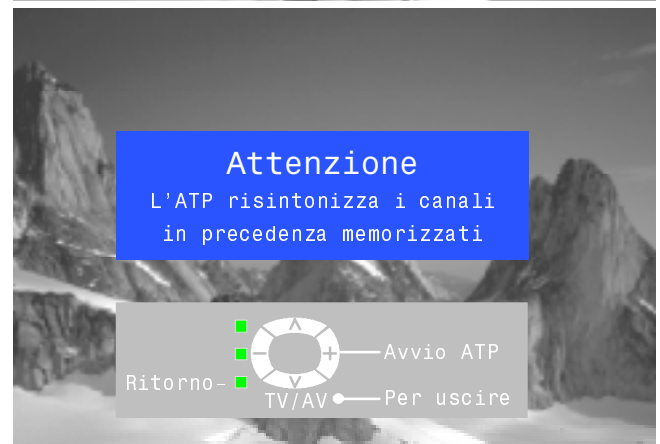 Attenzione
L'ATP risintonizza i canali
in precedenza memorizzati
Avvio ATP
Ritorno
TV/AV Per uscire